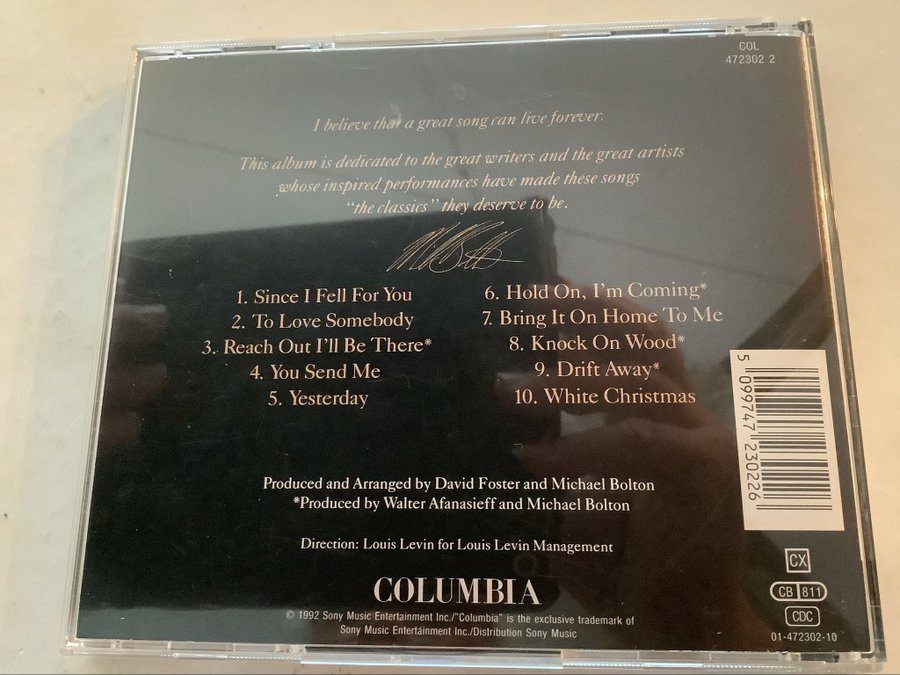 COL
472302 2
I believe that a great song can live forever.
This album is dedicated to the great writers and the great artists
whose inspired performances have made these songs
"the classics" they deserve to be.
1. Since I Fell For You
2. To Love Somebody
3. Reach Out I'll Be There*
4. You Send Me
5. Yesterday
6. Hold On, I'm Coming*
7. Bring It On Home To Me
8. Knock On Wood*
9. Drift Away*
10. White Christmas
5 099747 230226
Produced and Arranged by David Foster and Michael Bolton
*Produced by Walter Afanasieff and Michael Bolton
Direction: Louis Levin for Louis Levin Management
COLUMBIA
© 1992 Sony Music Entertainment Inc./"Columbia" is the exclusive trademark of
Sony Music Entertainment Inc./Distribution Sony Music
CX
CB 811
CDC
01-472302-10